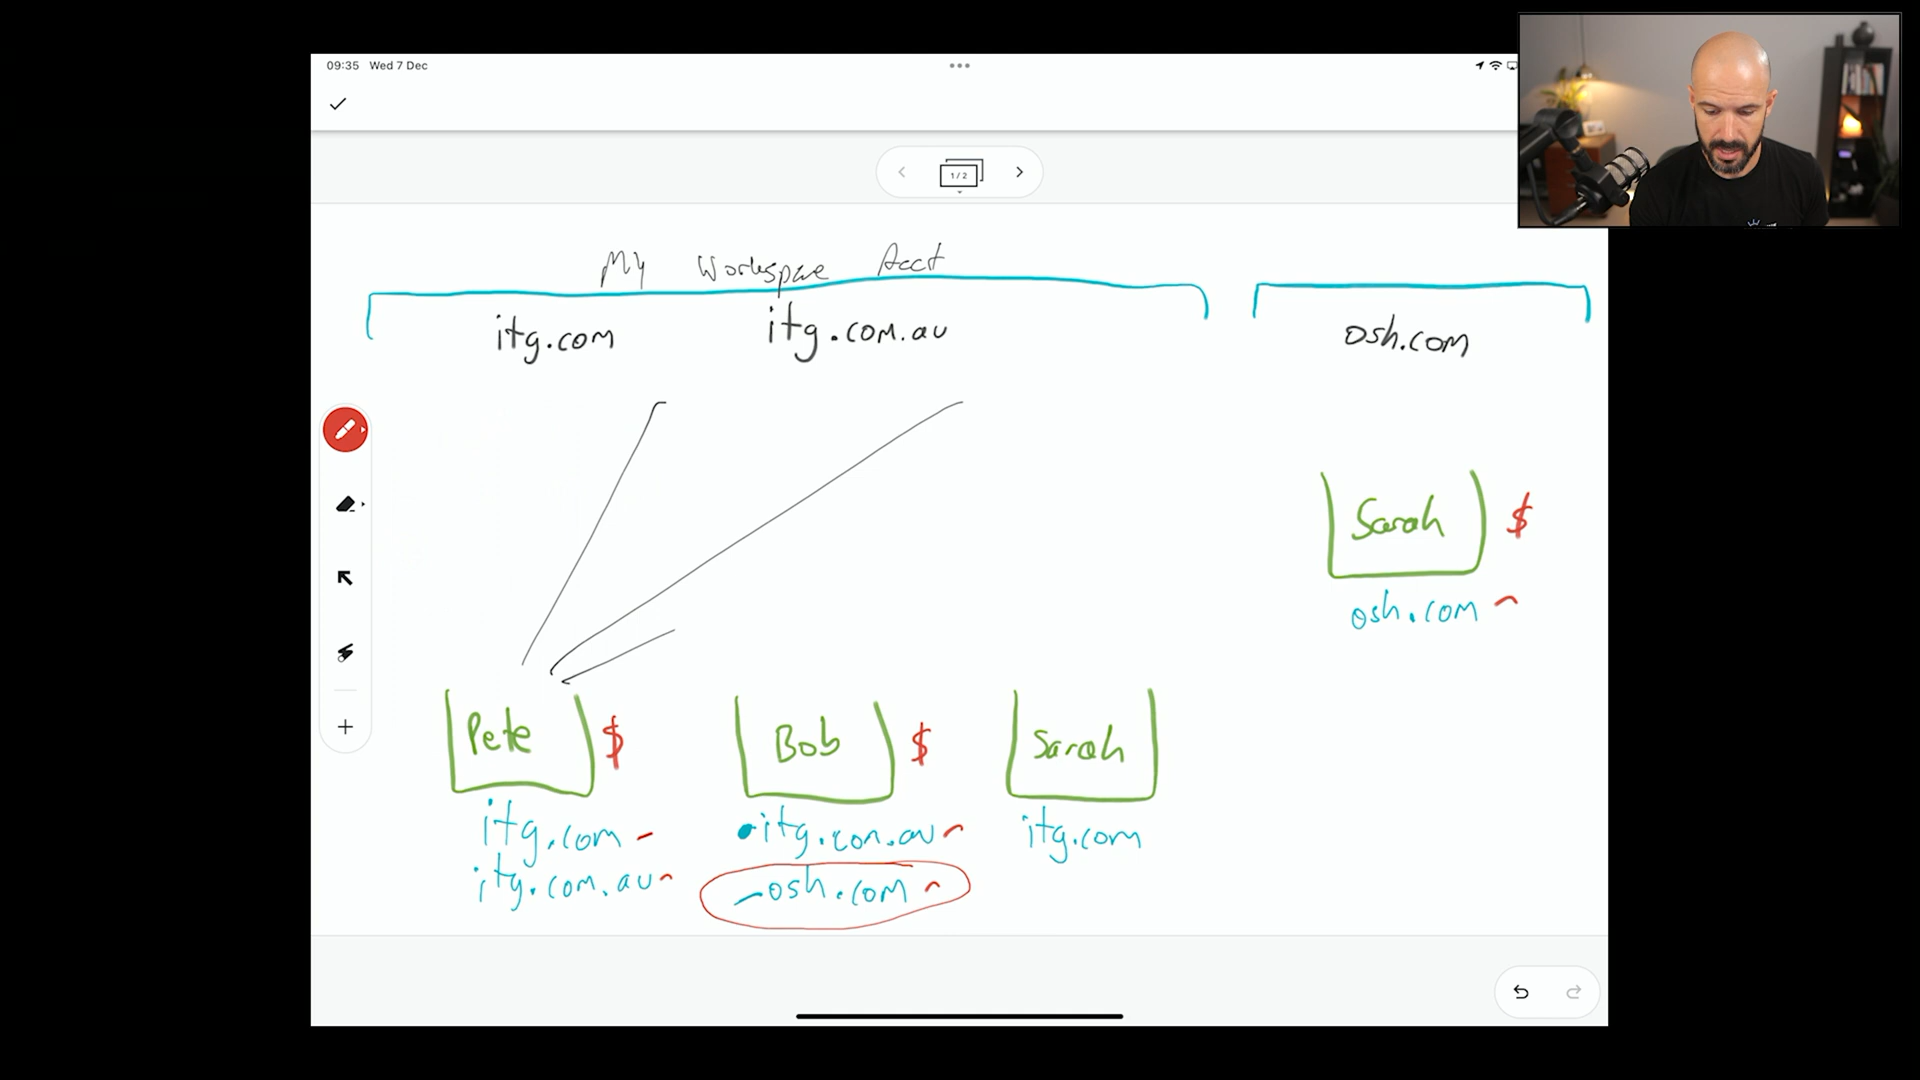 09:35 Wed 7 Dec
1/2
My Workspace Acct
itg.com itg.com.au osh.com
Sarah $
osh.com
Pete $ Bob $ Sarah
itg.com itg.com.au itg.com
itg.com.au osh.com